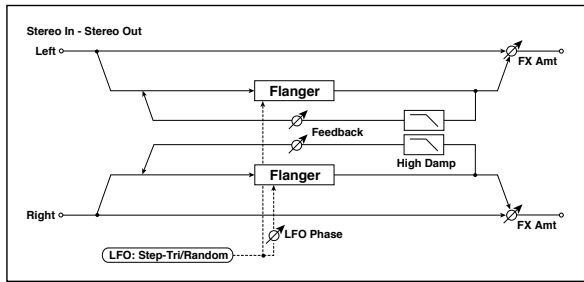 Stereo In - Stereo Out
Left
FX Amt
Flanger
Feedback
High Damp
Flanger
Right
FX Amt
LFO Phase
LFO: Step-Tri/Random